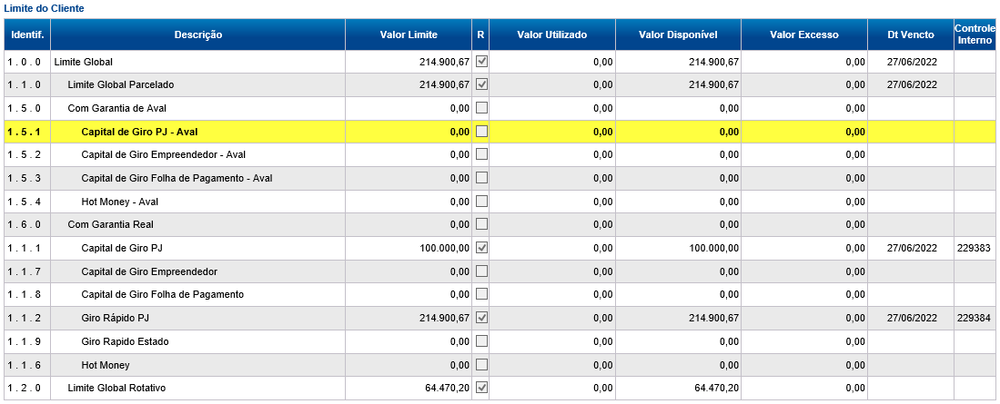 Limite do Cliente
Identif. Descrição Valor Limite R Valor Utilizado Valor Disponível Valor Excesso Dt Vencto Controle Interno
1 . 0 . 0 Limite Global 214.900,67 0,00 214.900,67 0,00 27/06/2022
1 . 1 . 0 Limite Global Parcelado 214.900,67 0,00 214.900,67 0,00 27/06/2022
1 . 5 . 0 Com Garantia de Aval 0,00 0,00 0,00 0,00
1 . 5 . 1 Capital de Giro PJ - Aval 0,00 0,00 0,00 0,00
1 . 5 . 2 Capital de Giro Empreendedor - Aval 0,00 0,00 0,00 0,00
1 . 5 . 3 Capital de Giro Folha de Pagamento - Aval 0,00 0,00 0,00 0,00
1 . 5 . 4 Hot Money - Aval 0,00 0,00 0,00 0,00
1 . 6 . 0 Com Garantia Real 0,00 0,00 0,00 0,00
1 . 1 . 1 Capital de Giro PJ 100.000,00 0,00 100.000,00 0,00 27/06/2022 229383
1 . 1 . 7 Capital de Giro Empreendedor 0,00 0,00 0,00 0,00
1 . 1 . 8 Capital de Giro Folha de Pagamento 0,00 0,00 0,00 0,00
1 . 1 . 2 Giro Rápido PJ 214.900,67 0,00 214.900,67 0,00 27/06/2022 229384
1 . 1 . 9 Giro Rapido Estado 0,00 0,00 0,00 0,00
1 . 1 . 6 Hot Money 0,00 0,00 0,00 0,00
1 . 2 . 0 Limite Global Rotativo 64.470,20 0,00 64.470,20 0,00